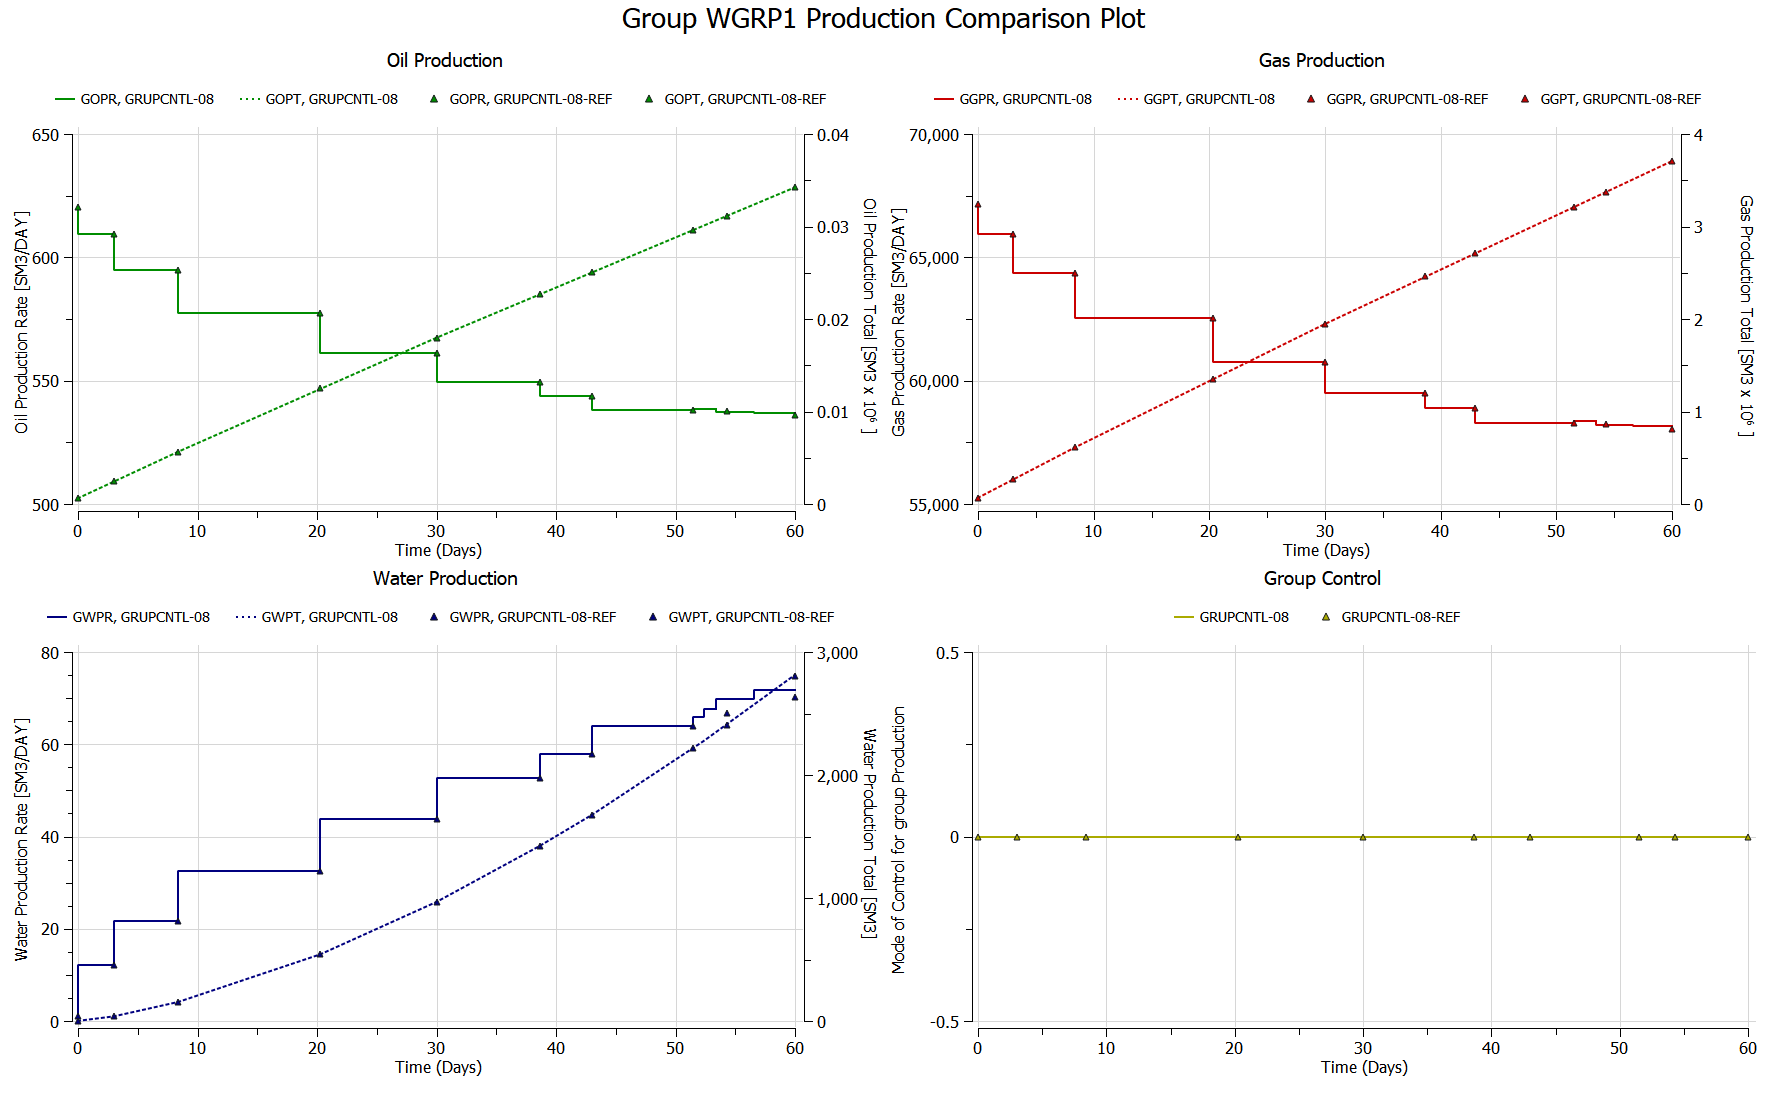 Group WGRP1 Production Comparison Plot
Oil Production
GOPR, GRUPCNTL-08 GOPT, GRUPCNTL-08 GOPR, GRUPCNTL-08-REF GOPT, GRUPCNTL-08-REF
650
600
550
500
Oil Production Rate [SM3/DAY]
0.04
0.03
0.02
0.01
0
Oil Production Total [SM3 x 10⁶ ]
0 10 20 30 40 50 60
Time (Days)
Gas Production
GGPR, GRUPCNTL-08 GGPT, GRUPCNTL-08 GGPR, GRUPCNTL-08-REF GGPT, GRUPCNTL-08-REF
70,000
65,000
60,000
55,000
Gas Production Rate [SM3/DAY]
4
3
2
1
0
Gas Production Total [SM3 x 10⁶ ]
0 10 20 30 40 50 60
Time (Days)
Water Production
GWPR, GRUPCNTL-08 GWPT, GRUPCNTL-08 GWPR, GRUPCNTL-08-REF GWPT, GRUPCNTL-08-REF
80
60
40
20
0
Water Production Rate [SM3/DAY]
3,000
2,000
1,000
0
Water Production Total [SM3]
0 10 20 30 40 50 60
Time (Days)
Group Control
GRUPCNTL-08 GRUPCNTL-08-REF
0.5
0
-0.5
Mode of Control for group Production
0 10 20 30 40 50 60
Time (Days)